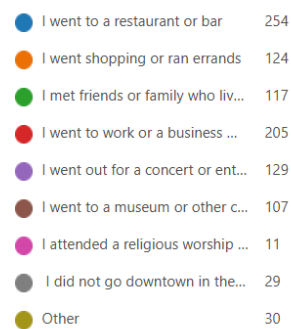 I went to a restaurant or bar 254
I went shopping or ran errands 124
I met friends or family who liv... 117
I went to work or a business ... 205
I went out for a concert or ent... 129
I went to a museum or other c... 107
I attended a religious worship ... 11
I did not go downtown in the... 29
Other 30